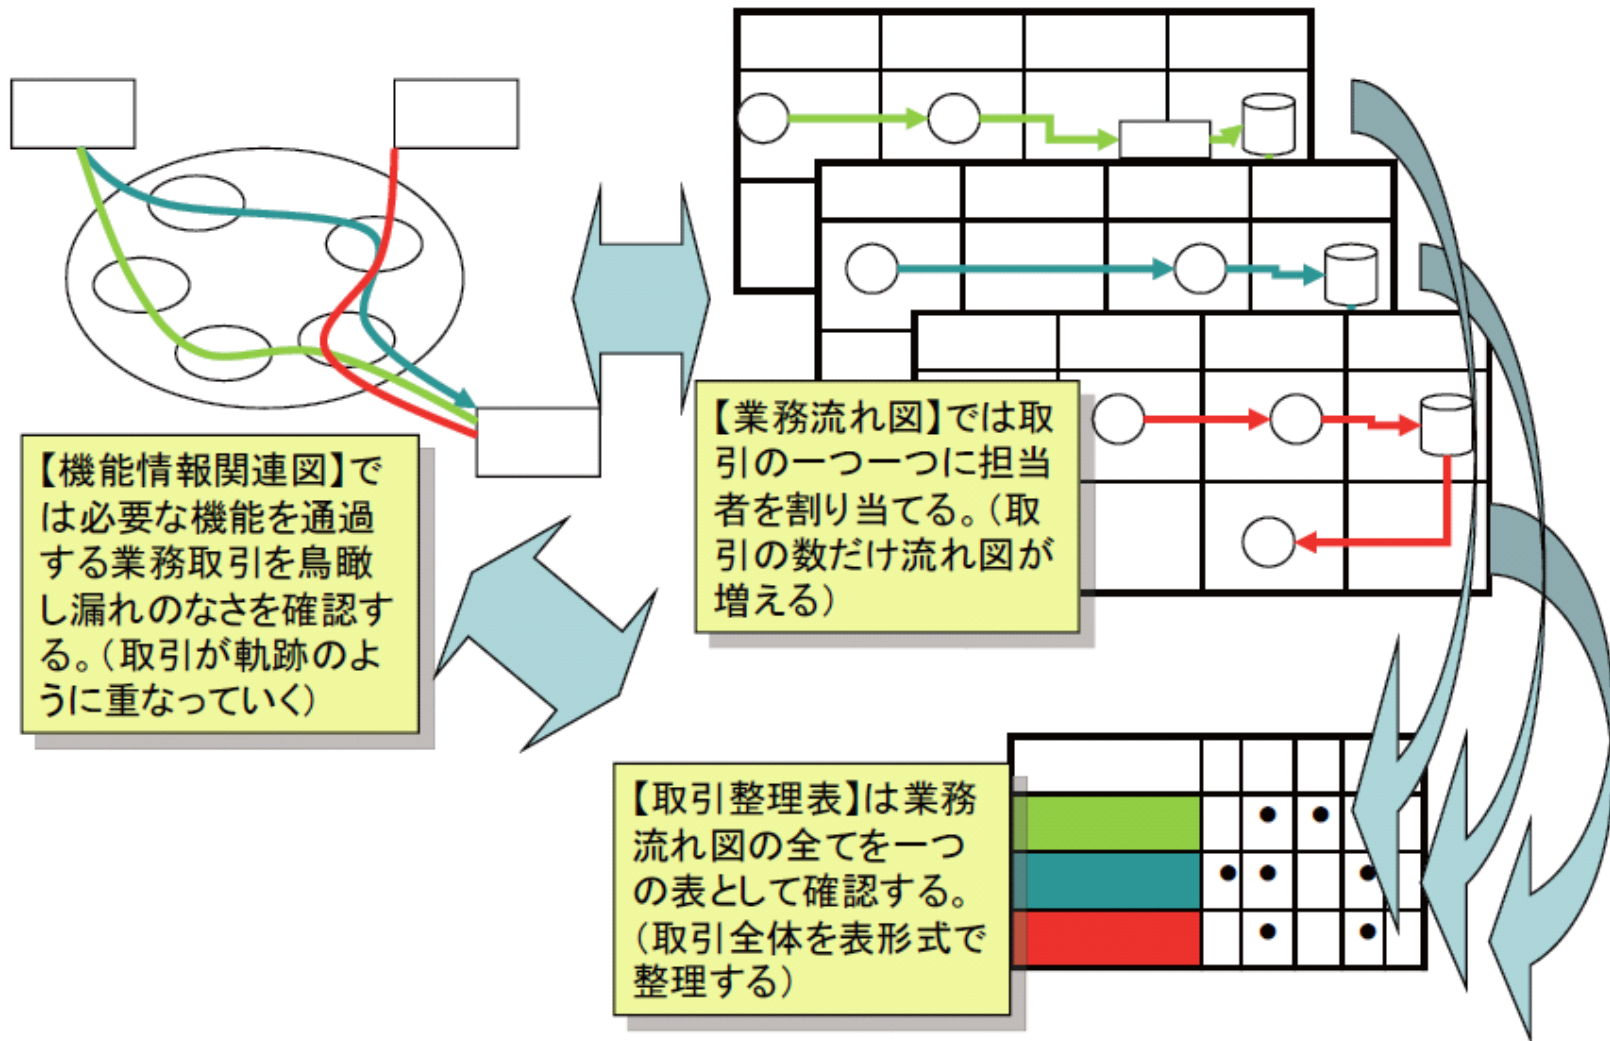 【機能情報関連図】で
は必要な機能を通過
する業務取引を鳥瞰
し漏れのなさを確認す
る。（取引が軌跡のよ
うに重なっていく）
【業務流れ図】では取
引の一つ一つに担当
者を割り当てる。（取
引の数だけ流れ図が
増える）
【取引整理表】は業務
流れ図の全てを一つ
の表として確認する。
（取引全体を表形式で
整理する）